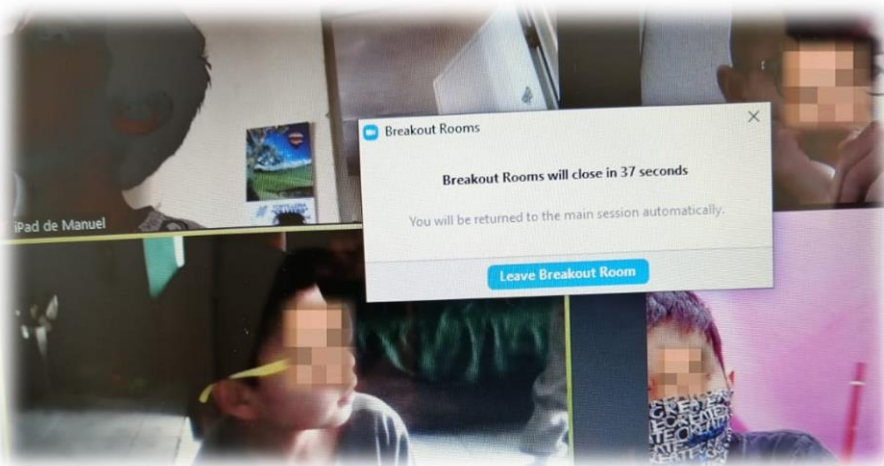 Breakout Rooms
Breakout Rooms will close in 37 seconds
You will be returned to the main session automatically.
Leave Breakout Room
iPad de Manuel